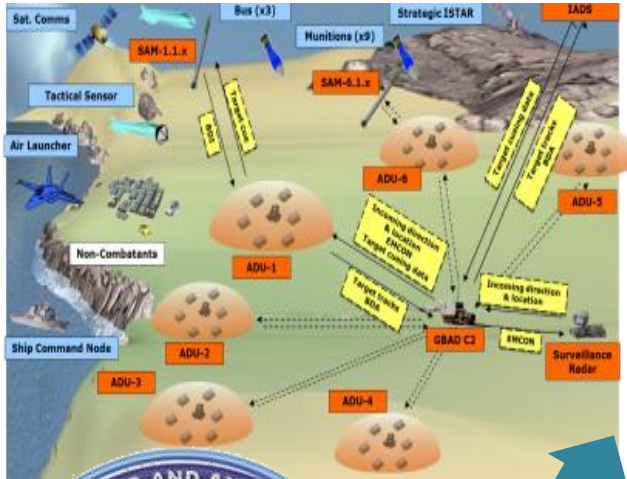 Sat. Comms
Bus (x3)
Strategic ISTAR
IADS
SAM-1.1.x
Munitions (x9)
SAM-6.1.x
Tactical Sensor
BDA
Target cue
Target cueing data
Target tracks
BDA
Air Launcher
ADU-6
ADU-5
Non-Combatants
ADU-1
Incoming direction
& location
EMCON
Target cueing data
Target tracks
BDA
Incoming direction
& location
Ship Command Node
ADU-2
GBAD C2
EMCON
Surveillance
Radar
ADU-3
ADU-4
AND